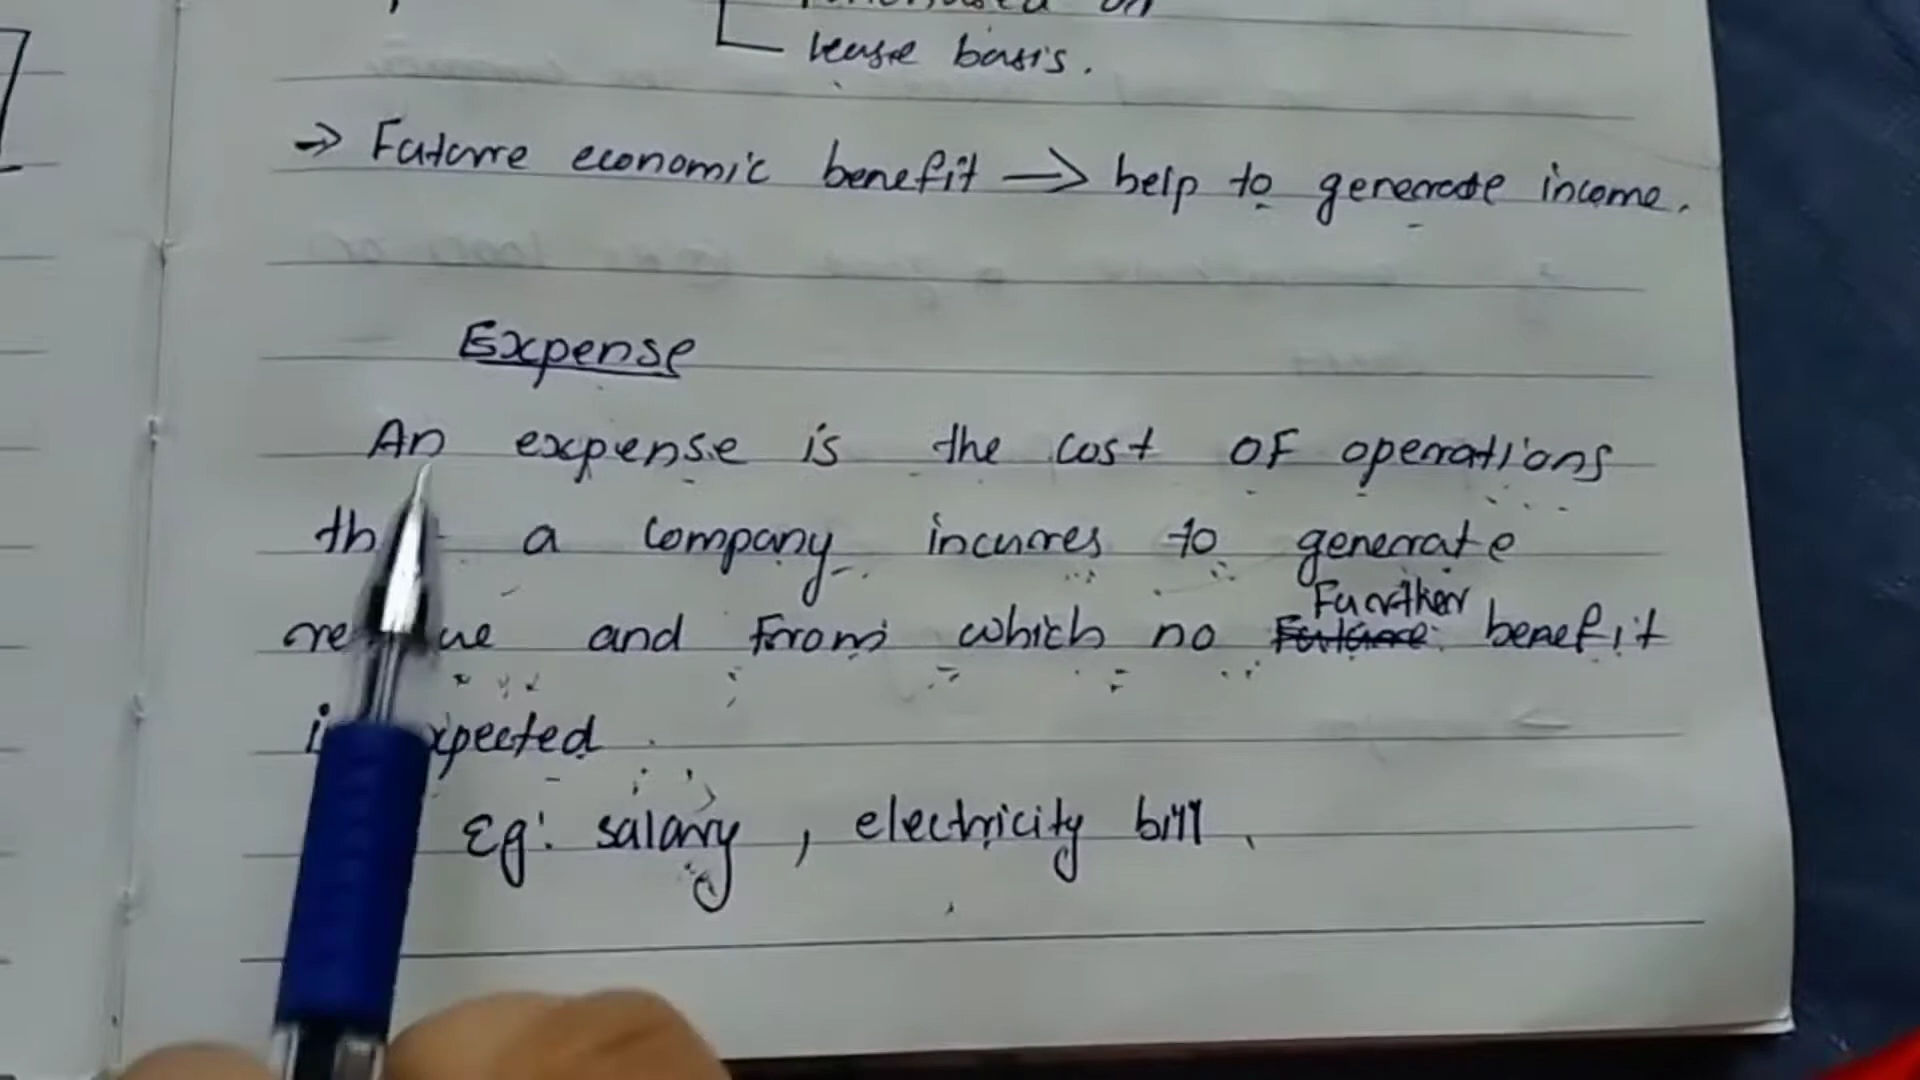 lease basis.
⇒ Future economic benefit → help to generate income.
Expense
An expense is the cost of operations
a company incurres to generate
and from which no Further benefit
Eg: salary, electricity bill.